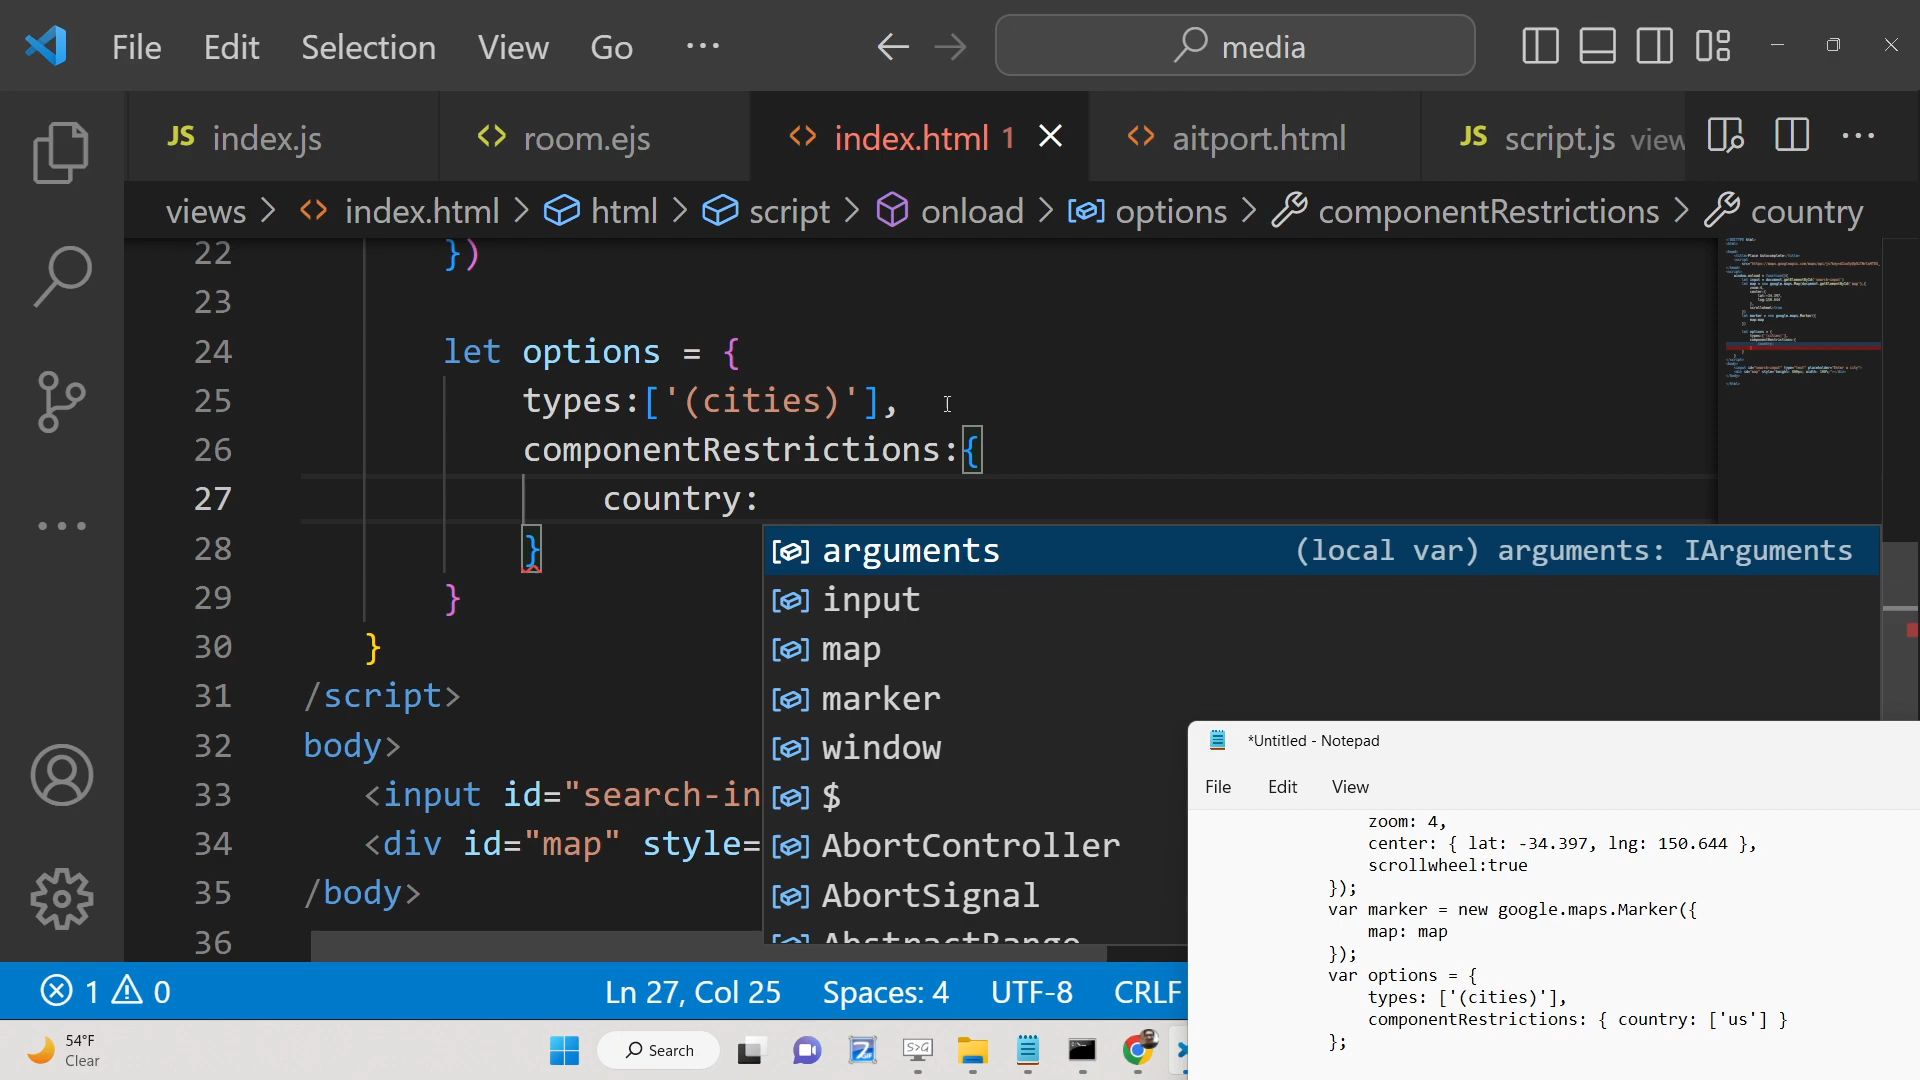 File Edit Selection View Go ··· media
JS index.js
room.ejs
index.html 1
aitport.html
JS script.js view
views > index.html > html > script > onload > options > componentRestrictions > country
22 })
23
24 let options = {
25 types:['(cities)'],
26 componentRestrictions:{
27 country:
28 }
29 }
30 }
31 /script>
32 body>
33 <input id="search-in
34 <div id="map" style=
35 /body>
36
arguments (local var) arguments: IArguments
input
map
marker
window
$
AbortController
AbortSignal
AbstractRange
*Untitled - Notepad
File Edit View
zoom: 4,
center: { lat: -34.397, lng: 150.644 },
scrollwheel:true
});
var marker = new google.maps.Marker({
map: map
});
var options = {
types: ['(cities)'],
componentRestrictions: { country: ['us'] }
};
1 0 Ln 27, Col 25 Spaces: 4 UTF-8 CRLF
54°F
Clear
Search